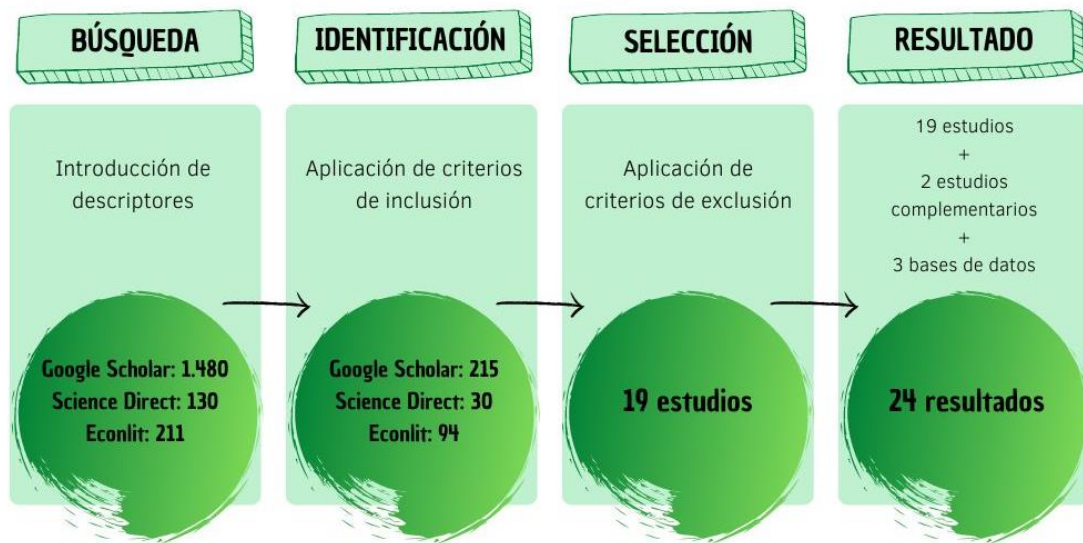 BÚSQUEDA
Introducción de
descriptores
Google Scholar: 1.480
Science Direct: 130
Econlit: 211
IDENTIFICACIÓN
Aplicación de criterios
de inclusión
Google Scholar: 215
Science Direct: 30
Econlit: 94
SELECCIÓN
Aplicación de
criterios de exclusión
19 estudios
RESULTADO
19 estudios
+
2 estudios
complementarios
+
3 bases de datos
24 resultados